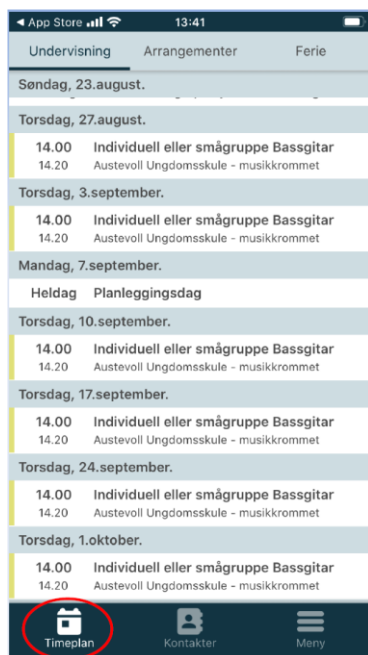 App Store 13:41
Undervisning Arrangementer Ferie
Søndag, 23.august.
Torsdag, 27.august.
14.00 Individuell eller smågruppe Bassgitar
14.20 Austevoll Ungdomsskule - musikkrommet
Torsdag, 3.september.
14.00 Individuell eller smågruppe Bassgitar
14.20 Austevoll Ungdomsskule - musikkrommet
Mandag, 7.september.
Heldag Planleggingsdag
Torsdag, 10.september.
14.00 Individuell eller smågruppe Bassgitar
14.20 Austevoll Ungdomsskule - musikkrommet
Torsdag, 17.september.
14.00 Individuell eller smågruppe Bassgitar
14.20 Austevoll Ungdomsskule - musikkrommet
Torsdag, 24.september.
14.00 Individuell eller smågruppe Bassgitar
14.20 Austevoll Ungdomsskule - musikkrommet
Torsdag, 1.oktober.
14.00 Individuell eller smågruppe Bassgitar
14.20 Austevoll Ungdomsskule - musikkrommet
Timeplan Kontakter Meny